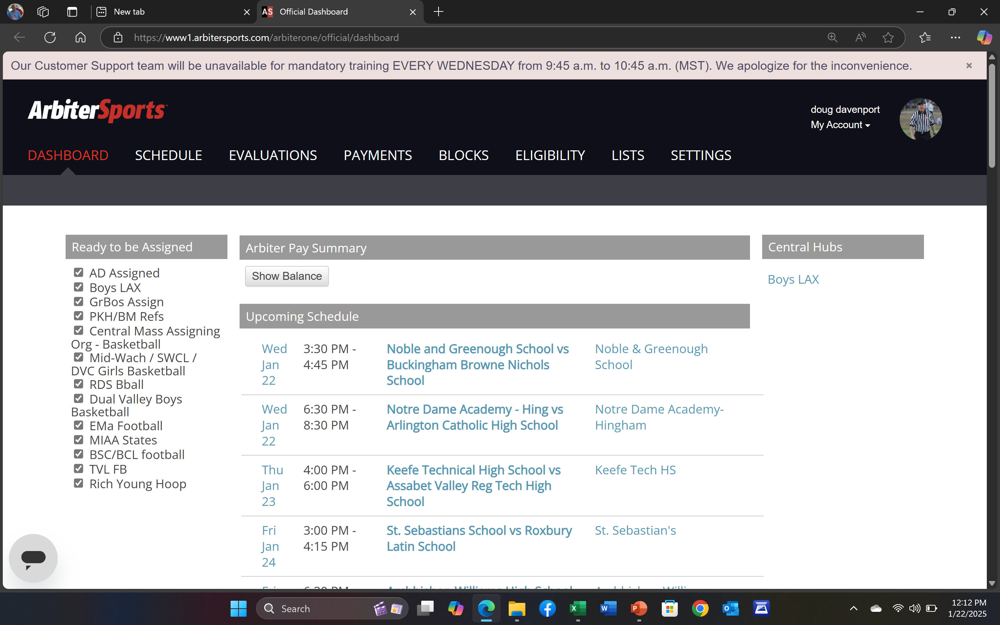 New tab
AS Official Dashboard
https://www1.arbitersports.com/arbiterone/official/dashboard
Our Customer Support team will be unavailable for mandatory training EVERY WEDNESDAY from 9:45 a.m. to 10:45 a.m. (MST). We apologize for the inconvenience. ×
ArbiterSports
doug davenport
My Account
DASHBOARD SCHEDULE EVALUATIONS PAYMENTS BLOCKS ELIGIBILITY LISTS SETTINGS
Ready to be Assigned
AD Assigned
Boys LAX
GrBos Assign
PKH/BM Refs
Central Mass Assigning
Org - Basketball
Mid-Wach / SWCL /
DVC Girls Basketball
RDS Bball
Dual Valley Boys
Basketball
EMa Football
MIAA States
BSC/BCL football
TVL FB
Rich Young Hoop
Arbiter Pay Summary
Show Balance
Upcoming Schedule
Wed 3:30 PM - Noble and Greenough School vs Noble & Greenough
Jan 4:45 PM Buckingham Browne Nichols School
22 School
Wed 6:30 PM - Notre Dame Academy - Hing vs Notre Dame Academy-
Jan 8:30 PM Arlington Catholic High School Hingham
22
Thu 4:00 PM - Keefe Technical High School vs Keefe Tech HS
Jan 6:00 PM Assabet Valley Reg Tech High
23 School
Fri 3:00 PM - St. Sebastians School vs Roxbury St. Sebastian's
Jan 4:15 PM Latin School
24
Central Hubs
Boys LAX
Search
12:12 PM
1/22/2025